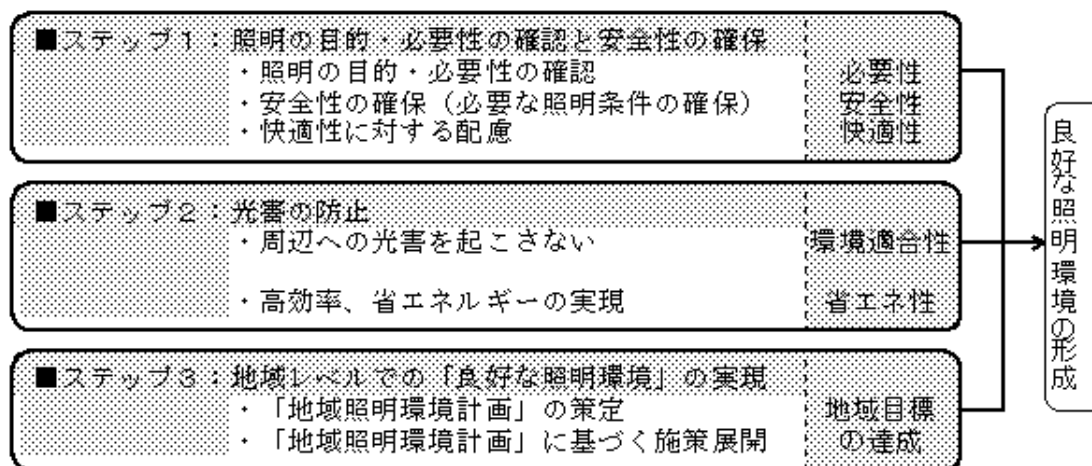 ■ステップ1：照明の目的・必要性の確認と安全性の確保
・照明の目的・必要性の確認
・安全性の確保（必要な照明条件の確保）
・快適性に対する配慮
必要性
安全性
快適性
■ステップ2：光害の防止
・周辺への光害を起こさない
・高効率、省エネルギーの実現
環境適合性
省エネ性
■ステップ3：地域レベルでの「良好な照明環境」の実現
・「地域照明環境計画」の策定
・「地域照明環境計画」に基づく施策展開
地域目標
の達成
良好な照明環境の形成